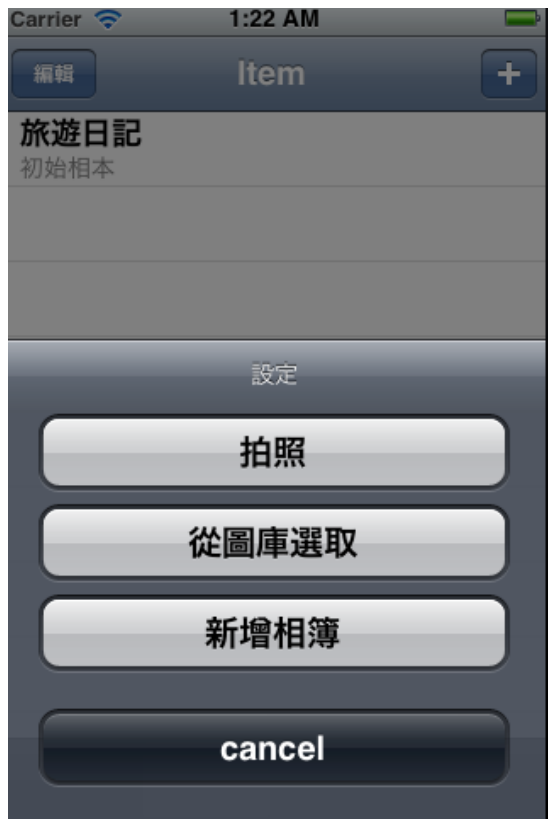 Carrier 1:22 AM
編輯 Item +
旅遊日記
初始相本
設定
拍照
從圖庫選取
新增相簿
cancel